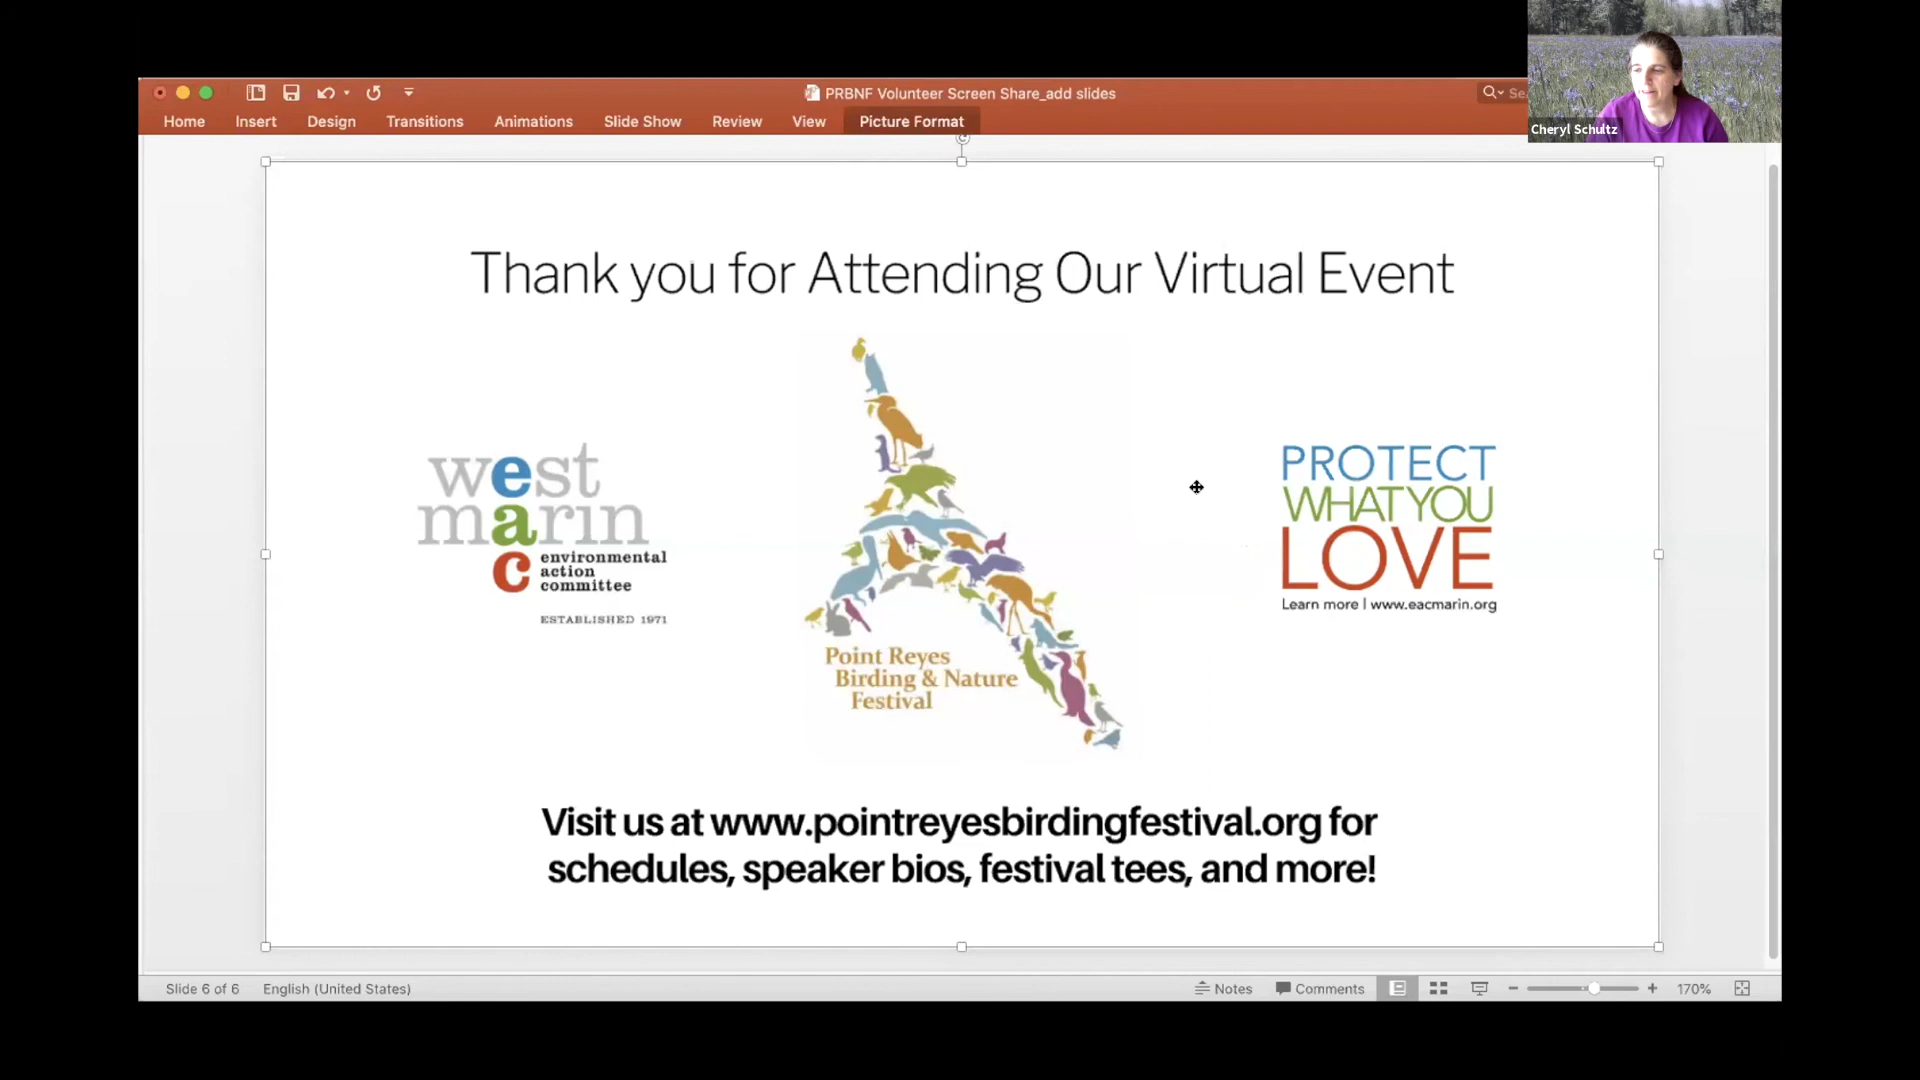 PRBNF Volunteer Screen Share_add slides
Se
Home Insert Design Transitions Animations Slide Show Review View Picture Format
Cheryl Schultz
Thank you for Attending Our Virtual Event
west
marin
c
environmental
action
committee
ESTABLISHED 1971
Point Reyes
Birding & Nature
Festival
PROTECT
WHAT YOU
LOVE
Learn more | www.eacmarin.org
Visit us at www.pointreyesbirdingfestival.org for
schedules, speaker bios, festival tees, and more!
Slide 6 of 6 English (United States) Notes Comments 170%